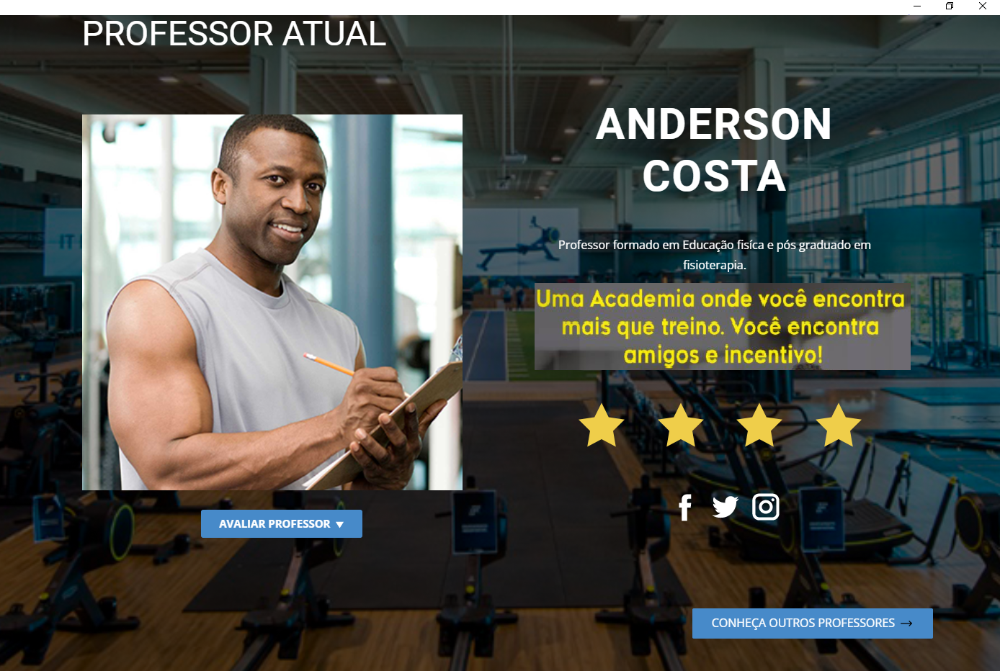 PROFESSOR ATUAL
ANDERSON
COSTA
Professor formado em Educação fisíca e pós graduado em
fisioterapia.
Uma Academia onde você encontra
mais que treino. Você encontra
amigos e incentivo!
AVALIAR PROFESSOR
CONHEÇA OUTROS PROFESSORES